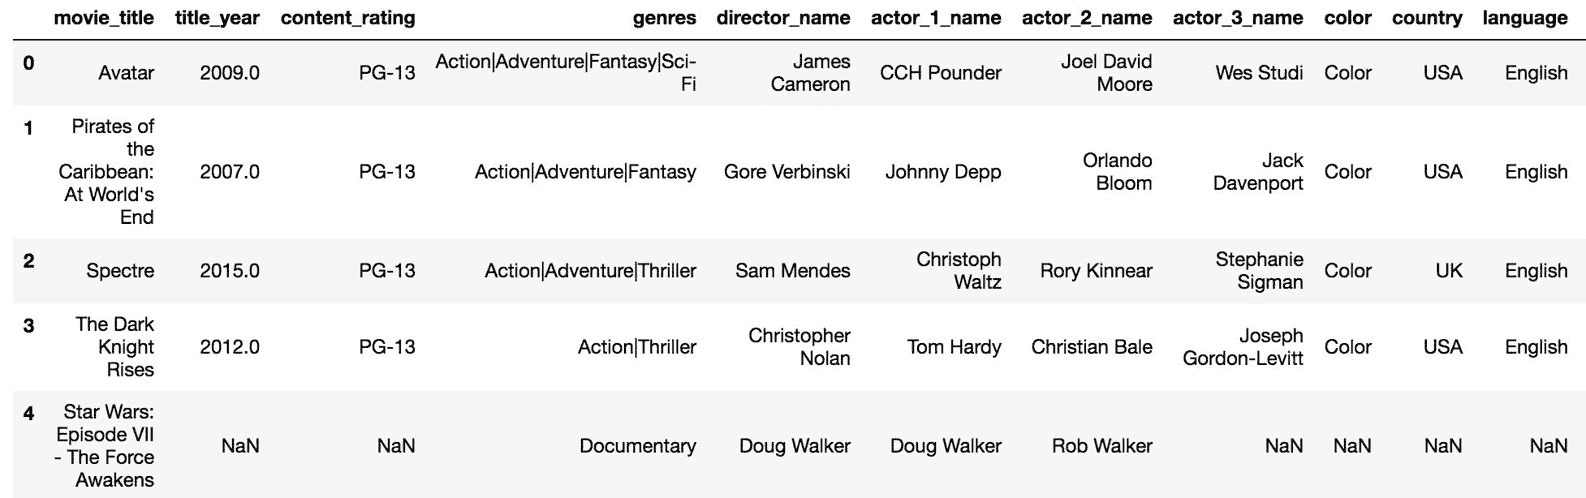 movie_title title_year content_rating genres director_name actor_1_name actor_2_name actor_3_name color country language
0 Avatar 2009.0 PG-13 Action|Adventure|Fantasy|Sci-
Fi James
Cameron CCH Pounder Joel David
Moore Wes Studi Color USA English
1 Pirates of
the
Caribbean:
At World's
End 2007.0 PG-13 Action|Adventure|Fantasy Gore Verbinski Johnny Depp Orlando
Bloom Jack
Davenport Color USA English
2 Spectre 2015.0 PG-13 Action|Adventure|Thriller Sam Mendes Christoph
Waltz Rory Kinnear Stephanie
Sigman Color UK English
3 The Dark
Knight
Rises 2012.0 PG-13 Action|Thriller Christopher
Nolan Tom Hardy Christian Bale Joseph
Gordon-Levitt Color USA English
4 Star Wars:
Episode VII
- The Force
Awakens NaN NaN Documentary Doug Walker Doug Walker Rob Walker NaN NaN NaN NaN